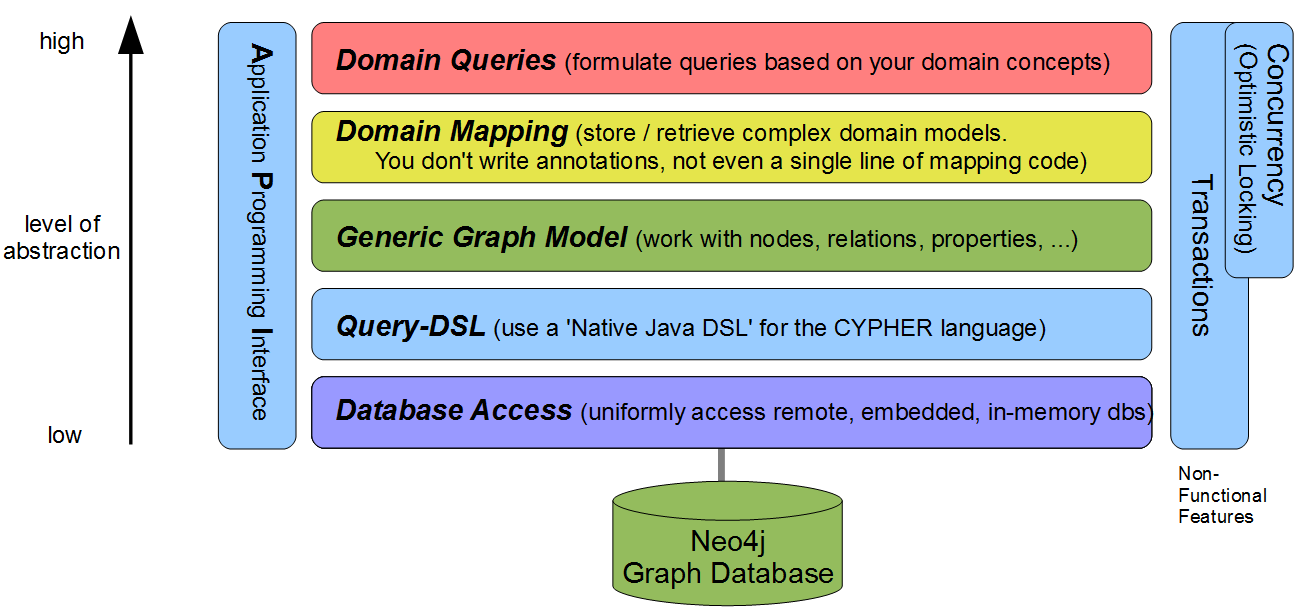 high
level of
abstraction
low
Application Programming Interface
Domain Queries (formulate queries based on your domain concepts)
Domain Mapping (store / retrieve complex domain models.
You don't write annotations, not even a single line of mapping code)
Generic Graph Model (work with nodes, relations, properties, ...)
Query-DSL (use a 'Native Java DSL' for the CYPHER language)
Database Access (uniformly access remote, embedded, in-memory dbs)
Transactions
Concurrency
(Optimistic Locking)
Non-
Functional
Features
Neo4j
Graph Database